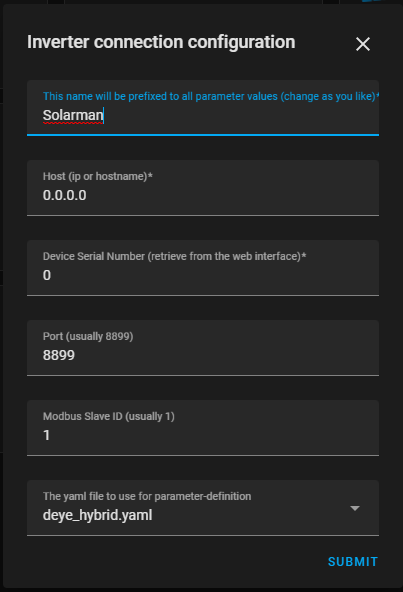 Inverter connection configuration
This name will be prefixed to all parameter values (change as you like)*
Solarman
Host (ip or hostname)*
0.0.0.0
Device Serial Number (retrieve from the web interface)*
0
Port (usually 8899)
8899
Modbus Slave ID (usually 1)
1
The yaml file to use for parameter-definition
deye_hybrid.yaml
SUBMIT